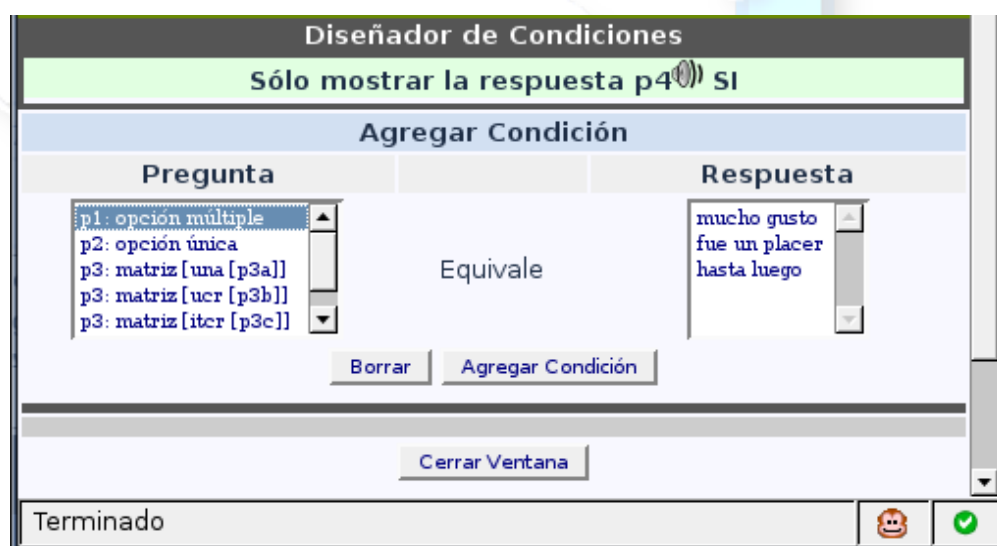 Diseñador de Condiciones
Sólo mostrar la respuesta p4 SI
Agregar Condición
Pregunta Respuesta
p1: opción múltiple
p2: opción única
p3: matriz [una [p3a]]
p3: matriz [ucr [p3b]]
p3: matriz [itcr [p3c]]
Equivale
mucho gusto
fue un placer
hasta luego
Borrar Agregar Condición
Cerrar Ventana
Terminado